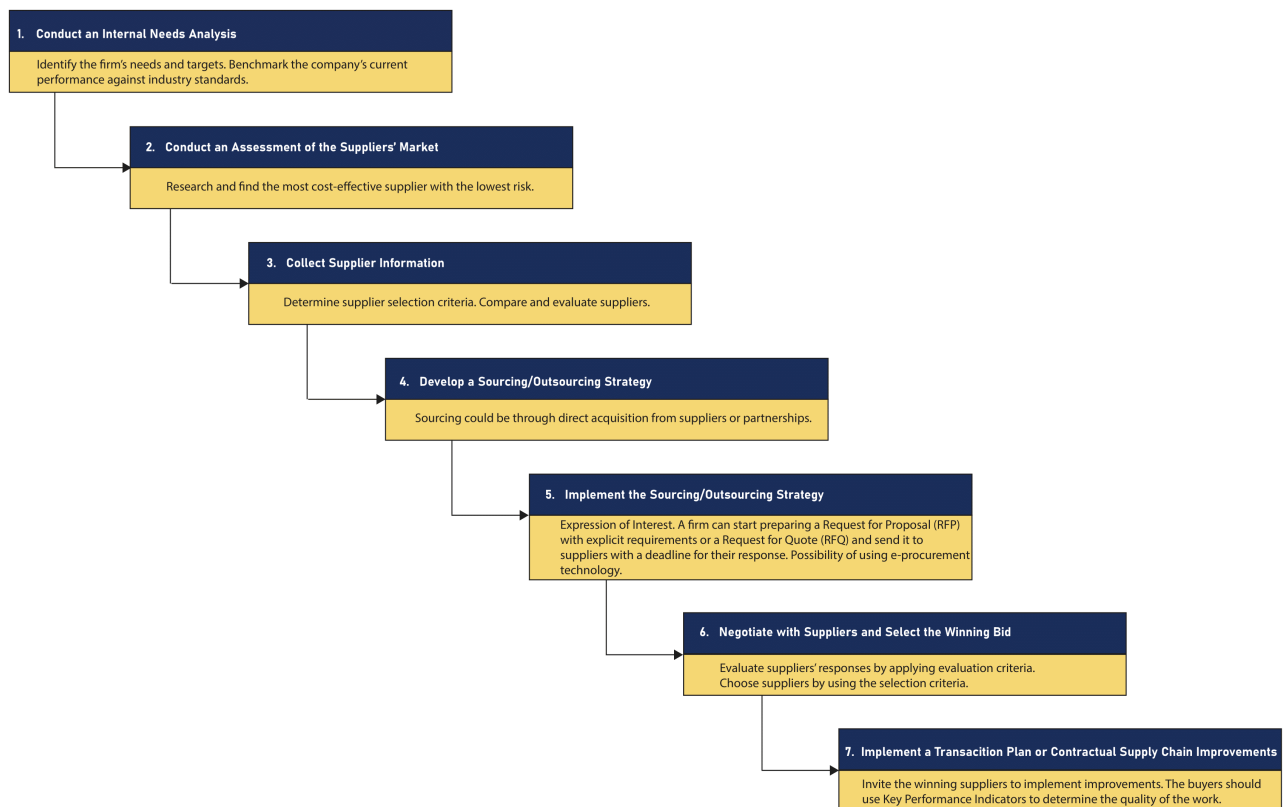 1. Conduct an Internal Needs Analysis
Identify the firm's needs and targets. Benchmark the company's current
performance against industry standards.
2. Conduct an Assessment of the Suppliers' Market
Research and find the most cost-effective supplier with the lowest risk.
3. Collect Supplier Information
Determine supplier selection criteria. Compare and evaluate suppliers.
4. Develop a Sourcing/Outsourcing Strategy
Sourcing could be through direct acquisition from suppliers or partnerships.
5. Implement the Sourcing/Outsourcing Strategy
Expression of Interest. A firm can start preparing a Request for Proposal (RFP)
with explicit requirements or a Request for Quote (RFQ) and send it to
suppliers with a deadline for their response. Possibility of using e-procurement
technology.
6. Negotiate with Suppliers and Select the Winning Bid
Evaluate suppliers' responses by applying evaluation criteria.
Choose suppliers by using the selection criteria.
7. Implement a Transacition Plan or Contractual Supply Chain Improvements
Invite the winning suppliers to implement improvements. The buyers should
use Key Performance Indicators to determine the quality of the work.